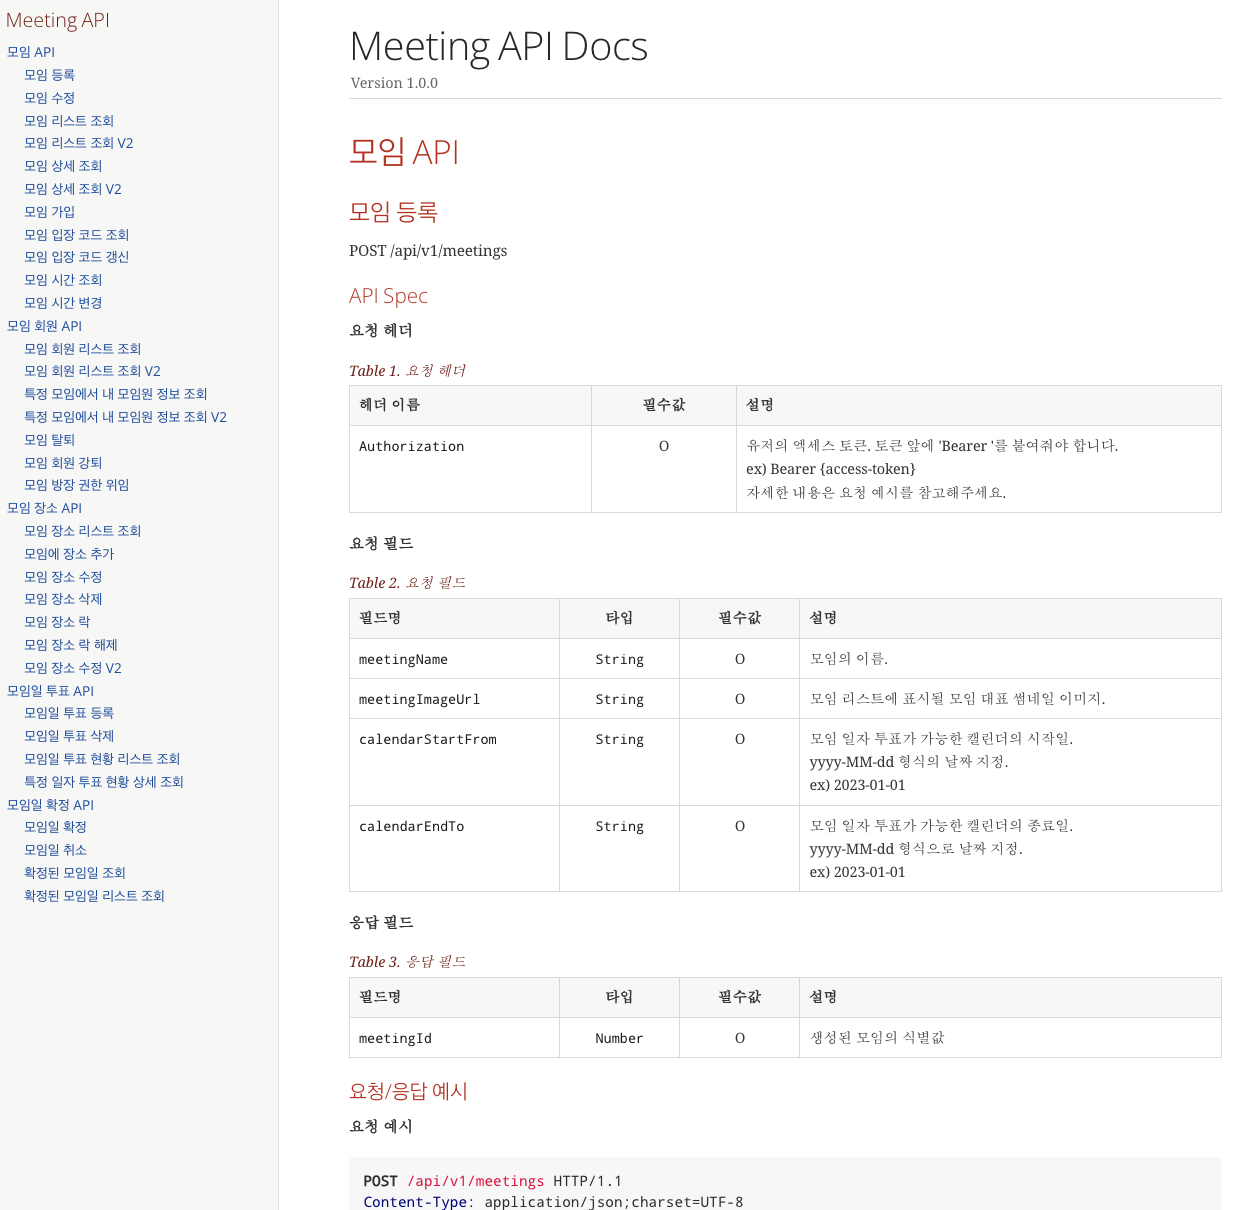 Meeting API
모임 API
모임 등록
모임 수정
모임 리스트 조회
모임 리스트 조회 V2
모임 상세 조회
모임 상세 조회 V2
모임 가입
모임 입장 코드 조회
모임 입장 코드 갱신
모임 시간 조회
모임 시간 변경
모임 회원 API
모임 회원 리스트 조회
모임 회원 리스트 조회 V2
특정 모임에서 내 모임원 정보 조회
특정 모임에서 내 모임원 정보 조회 V2
모임 탈퇴
모임 회원 강퇴
모임 방장 권한 위임
모임 장소 API
모임 장소 리스트 조회
모임에 장소 추가
모임 장소 수정
모임 장소 삭제
모임 장소 락
모임 장소 락 해제
모임 장소 수정 V2
모임일 투표 API
모임일 투표 등록
모임일 투표 삭제
모임일 투표 현황 리스트 조회
특정 일자 투표 현황 상세 조회
모임일 확정 API
모임일 확정
모임일 취소
확정된 모임일 조회
확정된 모임일 리스트 조회
Meeting API Docs
Version 1.0.0
모임 API
모임 등록
POST /api/v1/meetings
API Spec
요청 헤더
Table 1. 요청 헤더
헤더 이름 필수값 설명
Authorization O 유저의 엑세스 토큰. 토큰 앞에 'Bearer '를 붙여줘야 합니다.
ex) Bearer {access-token}
자세한 내용은 요청 예시를 참고해주세요.
요청 필드
Table 2. 요청 필드
필드명 타입 필수값 설명
meetingName String O 모임의 이름.
meetingImageUrl String O 모임 리스트에 표시될 모임 대표 썸네일 이미지.
calendarStartFrom String O 모임 일자 투표가 가능한 캘린더의 시작일.
yyyy-MM-dd 형식의 날짜 지정.
ex) 2023-01-01
calendarEndTo String O 모임 일자 투표가 가능한 캘린더의 종료일.
yyyy-MM-dd 형식으로 날짜 지정.
ex) 2023-01-01
응답 필드
Table 3. 응답 필드
필드명 타입 필수값 설명
meetingId Number O 생성된 모임의 식별값
요청/응답 예시
요청 예시
POST /api/v1/meetings HTTP/1.1
Content-Type: application/json;charset=UTF-8